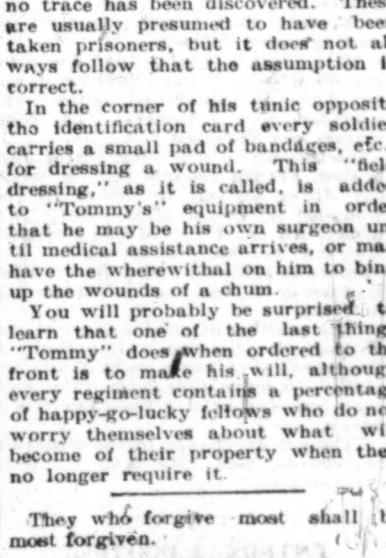 no trace has been discovered. Thes
are usually presumed to have bee
taken prisoners, but it does not al
ways follow that the assumption i
correct.
In the corner of his tunic opposit
the identification card every soldie
carries a small pad of bandages, etc.
for dressing a wound. This "fiel
dressing," as it is called, is adde
to "Tommy's" equipment in orde
that he may be his own surgeon un
til medical assistance arrives, or ma
have the wherewithal on him to bin
up the wounds of a chum.
You will probably be surprised t
learn that one of the last thing
"Tommy" does when ordered to th
front is to make his will, althoug
every regiment contains a percentag
of happy-go-lucky fellows who do no
worry themselves about what wi
become of their property when the
no longer require it.
They who forgive most shall b
most forgiven.